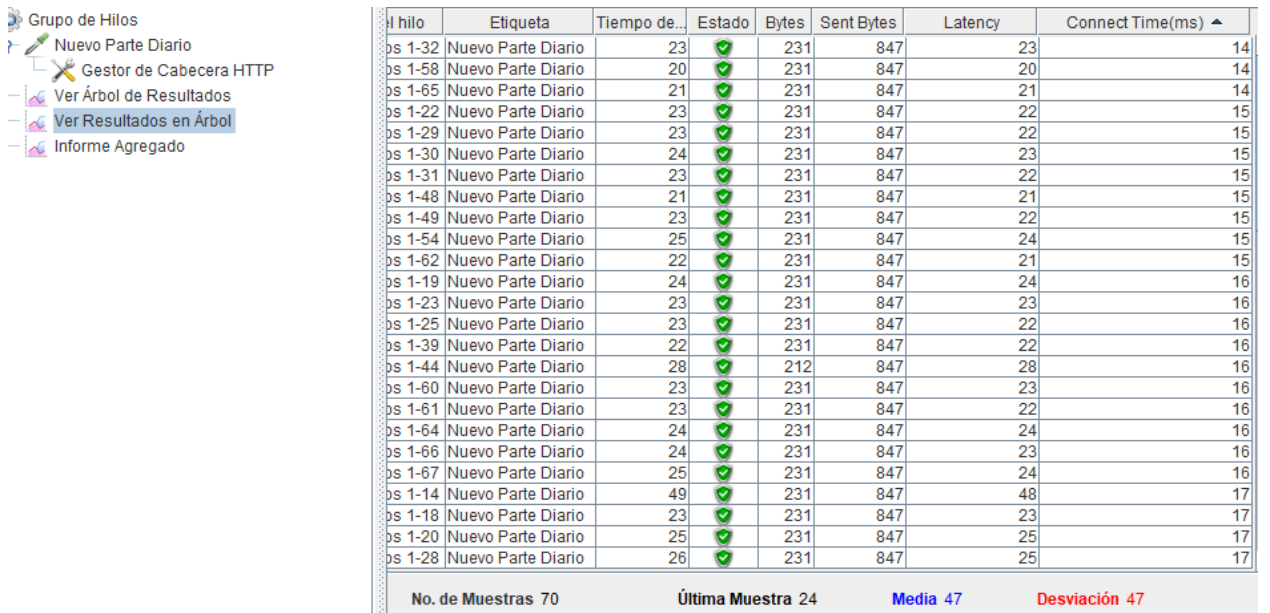 Grupo de Hilos
Nuevo Parte Diario
Gestor de Cabecera HTTP
Ver Árbol de Resultados
Ver Resultados en Árbol
Informe Agregado
el hilo Etiqueta Tiempo de... Estado Bytes Sent Bytes Latency Connect Time(ms)
os 1-32 Nuevo Parte Diario 23 231 847 23 14
os 1-58 Nuevo Parte Diario 20 231 847 20 14
os 1-65 Nuevo Parte Diario 21 231 847 21 14
os 1-22 Nuevo Parte Diario 23 231 847 22 15
os 1-29 Nuevo Parte Diario 23 231 847 22 15
os 1-30 Nuevo Parte Diario 24 231 847 23 15
os 1-31 Nuevo Parte Diario 23 231 847 22 15
os 1-48 Nuevo Parte Diario 21 231 847 21 15
os 1-49 Nuevo Parte Diario 23 231 847 22 15
os 1-54 Nuevo Parte Diario 25 231 847 24 15
os 1-62 Nuevo Parte Diario 22 231 847 21 15
os 1-19 Nuevo Parte Diario 24 231 847 24 16
os 1-23 Nuevo Parte Diario 23 231 847 23 16
os 1-25 Nuevo Parte Diario 23 231 847 22 16
os 1-39 Nuevo Parte Diario 22 231 847 22 16
os 1-44 Nuevo Parte Diario 28 212 847 28 16
os 1-60 Nuevo Parte Diario 23 231 847 23 16
os 1-61 Nuevo Parte Diario 23 231 847 22 16
os 1-64 Nuevo Parte Diario 24 231 847 24 16
os 1-66 Nuevo Parte Diario 24 231 847 23 16
os 1-67 Nuevo Parte Diario 25 231 847 24 16
os 1-14 Nuevo Parte Diario 49 231 847 48 17
os 1-18 Nuevo Parte Diario 23 231 847 23 17
os 1-20 Nuevo Parte Diario 25 231 847 25 17
os 1-28 Nuevo Parte Diario 26 231 847 25 17
No. de Muestras 70 Última Muestra 24 Media 47 Desviación 47